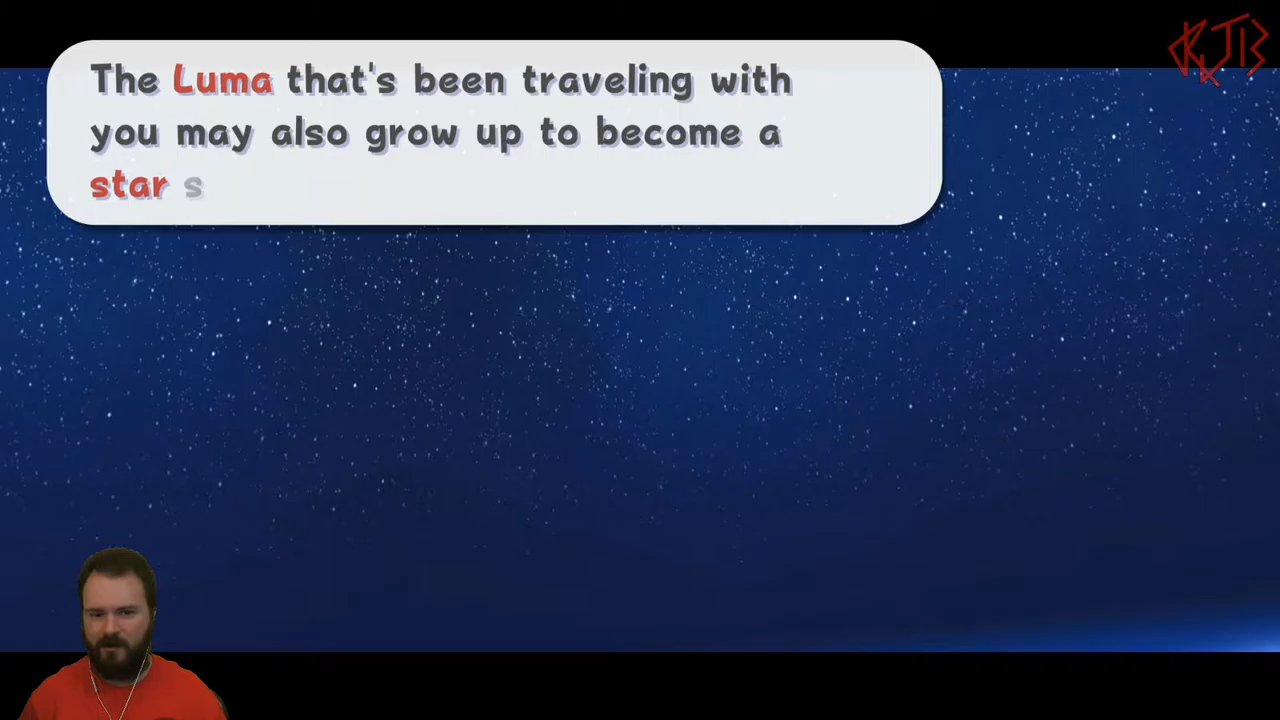 The Luma that's been traveling with
you may also grow up to become a
star s